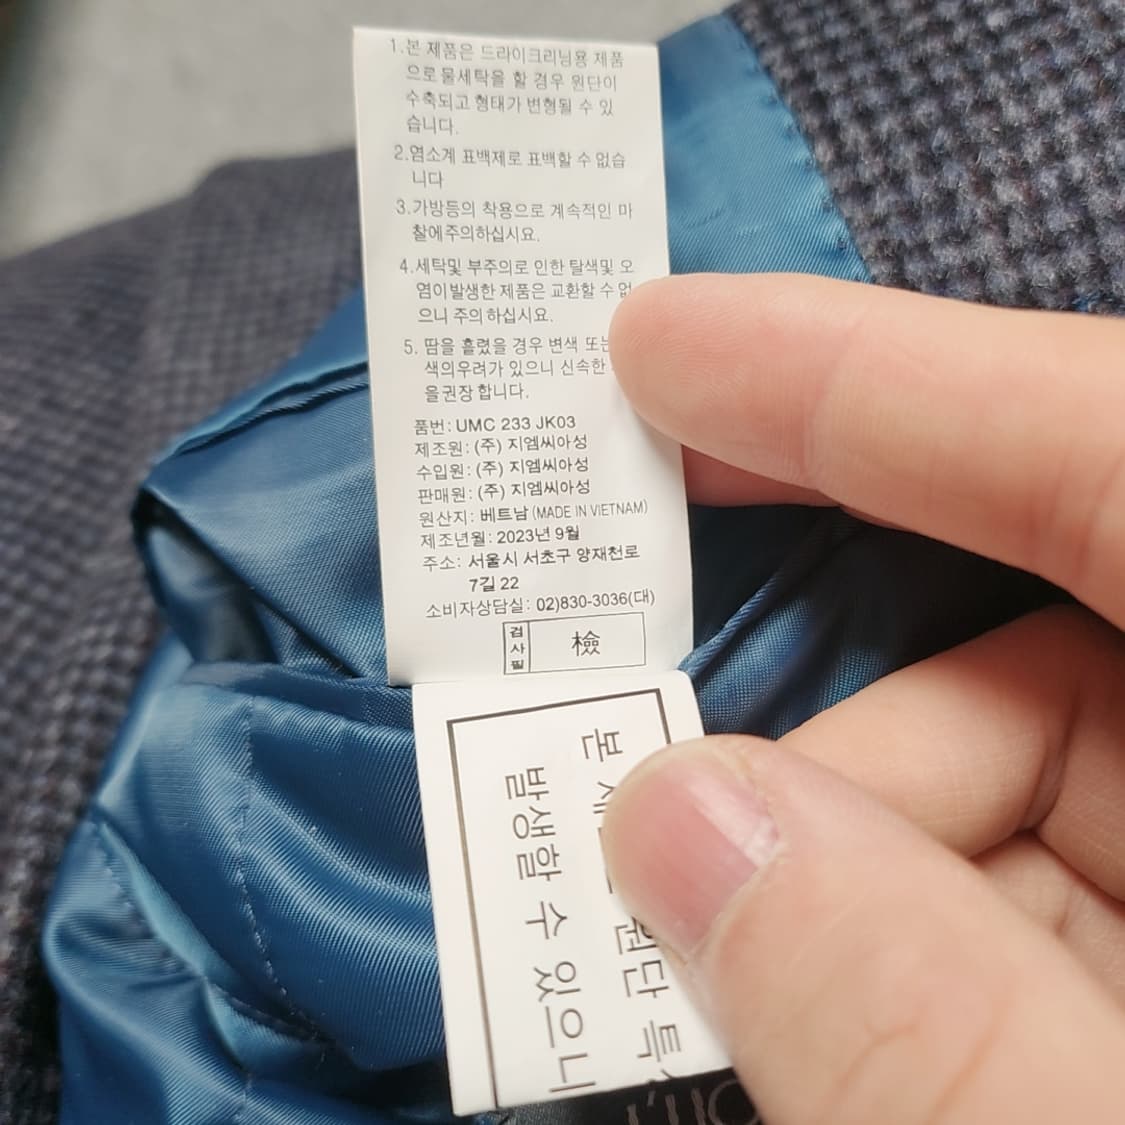 1.본 제품은 드라이크리닝용 제품
으로물세탁을 할 경우 원단이
수축되고 형태가 변형될 수 있
습니다.
2.염소계 표백제로 표백할 수 없습
니다
3.가방등의 착용으로 계속적인 마
찰에주의하십시요.
4.세탁및 부주의로 인한 탈색및 오
염이발생한 제품은 교환할 수 없
으니 주의하십시요.
5. 땀을 흘렸을 경우 변색 또는
색의우려가 있으니 신속한
을권장합니다.
품번: UMC 233 JK03
제조원: (주) 지엠씨아성
수입원: (주) 지엠씨아성
판매원: (주) 지엠씨아성
원산지: 베트남 (MADE IN VIETNAM)
제조년월: 2023년 9월
주소: 서울시 서초구 양재천로
7길 22
소비자상담실: 02)830-3036(대)
검사필 檢
본 원단
발생할 수 있으니